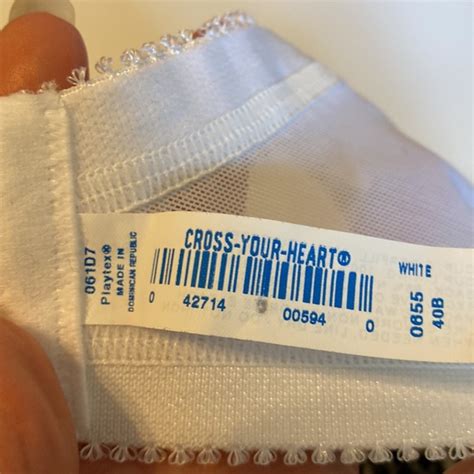 061D7
Playtex®
MADE IN
DOMINICAN REPUBLIC
CROSS-YOUR-HEART®
0 42714 00594 0
WHITE
0655
40B